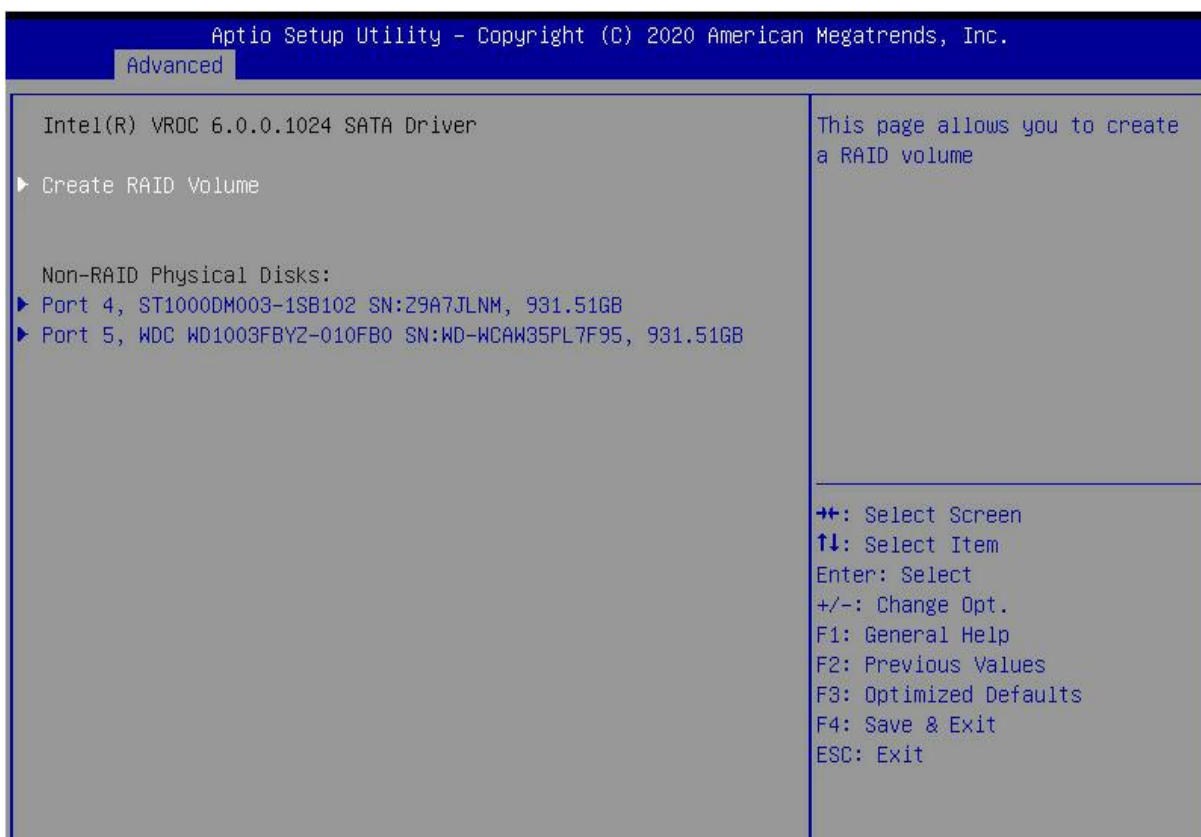 Aptio Setup Utility – Copyright (C) 2020 American Megatrends, Inc.
Advanced
Intel(R) VROC 6.0.0.1024 SATA Driver
Create RAID Volume
Non-RAID Physical Disks:
Port 4, ST1000DM003-1SB102 SN:Z9A7JLNM, 931.51GB
Port 5, WDC WD1003FBYZ-010FB0 SN:WD-WCAW35PL7F95, 931.51GB
This page allows you to create
a RAID volume
→←: Select Screen
↑↓: Select Item
Enter: Select
+/-: Change Opt.
F1: General Help
F2: Previous Values
F3: Optimized Defaults
F4: Save & Exit
ESC: Exit